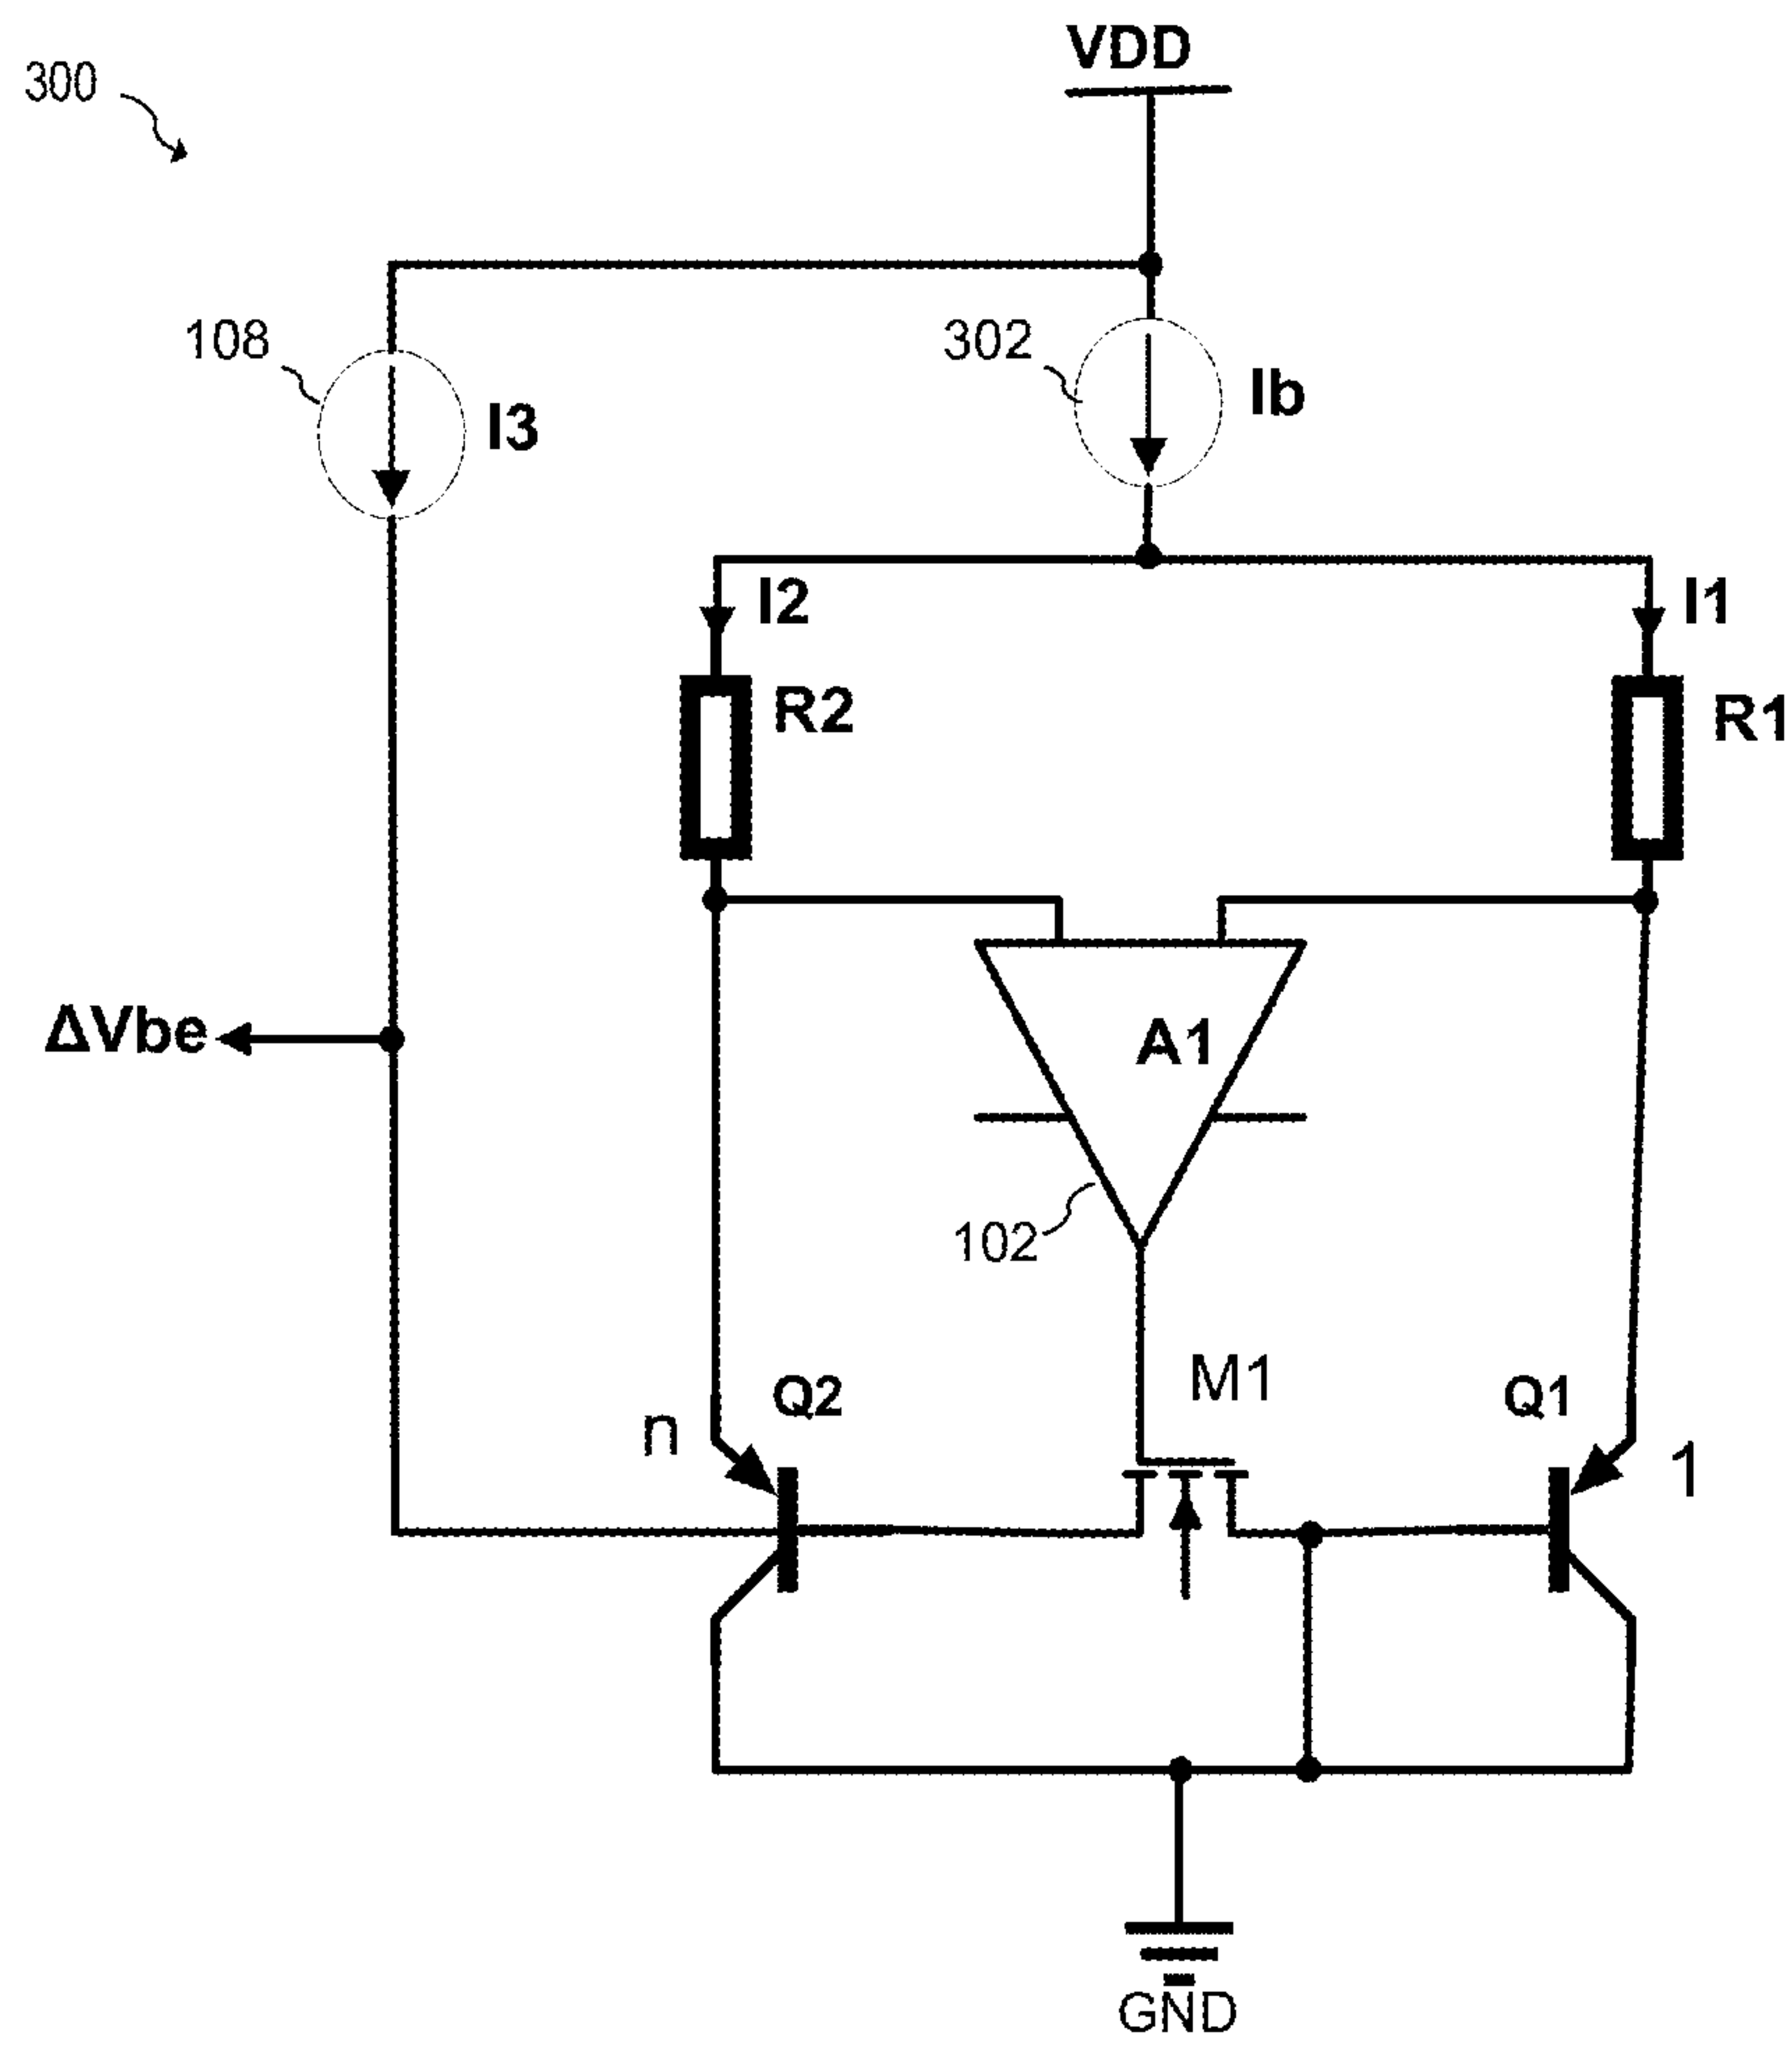 VDD
300
108
302
Ib
I3
I2
I1
R2
R1
ΔVbe
A1
102
M1
Q2
Q1
n
1
GND